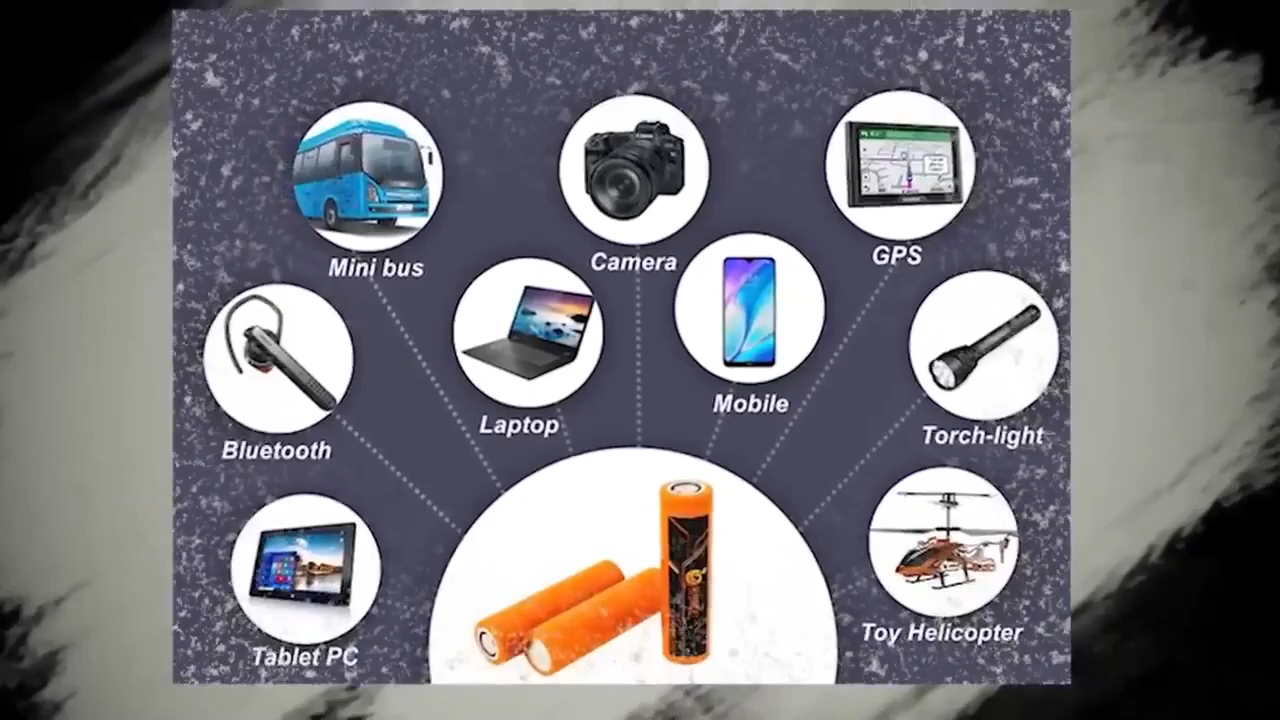 Mini bus
Camera
GPS
Bluetooth
Laptop
Mobile
Torch-light
Tablet PC
Toy Helicopter